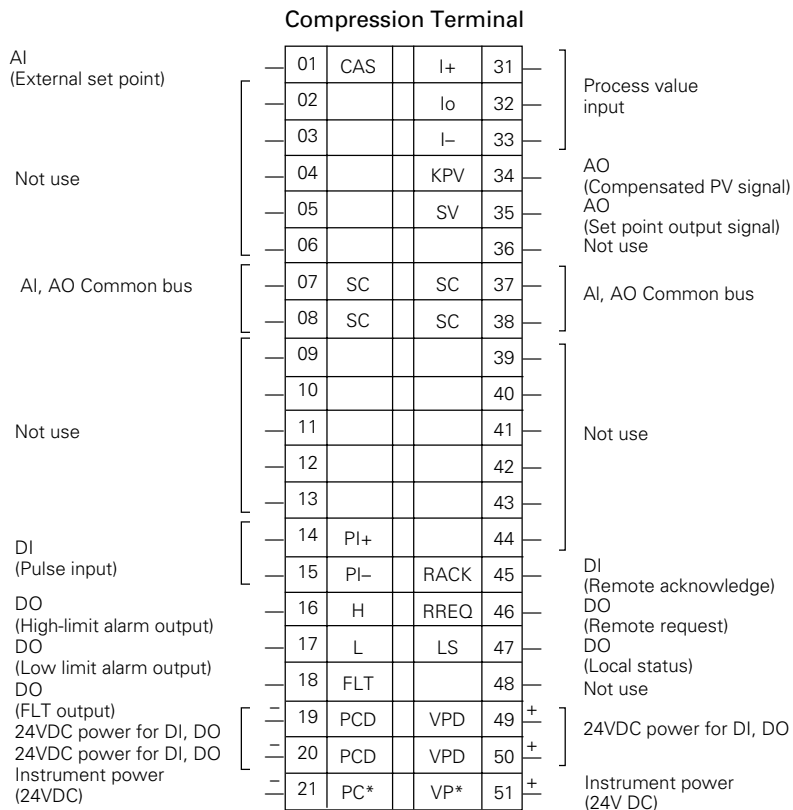 Compression Terminal
AI
(External set point)
01 CAS I+ 31
Process value
input
02 Io 32
03 I– 33
Not use
04 KPV 34
AO
(Compensated PV signal)
05 SV 35
AO
(Set point output signal)
06 36
Not use
AI, AO Common bus
07 SC SC 37
AI, AO Common bus
08 SC SC 38
09 39
10 40
Not use
11 41
Not use
12 42
13 43
14 PI+ 44
DI
(Pulse input)
15 PI– RACK 45
DI
(Remote acknowledge)
DO
(High-limit alarm output)
16 H RREQ 46
DO
(Remote request)
DO
(Low limit alarm output)
17 L LS 47
DO
(Local status)
DO
(FLT output)
18 FLT 48
Not use
24VDC power for DI, DO
– 19 PCD VPD 49 +
24VDC power for DI, DO
24VDC power for DI, DO
– 20 PCD VPD 50 +
Instrument power
(24VDC)
– 21 PC* VP* 51 +
Instrument power
(24V DC)